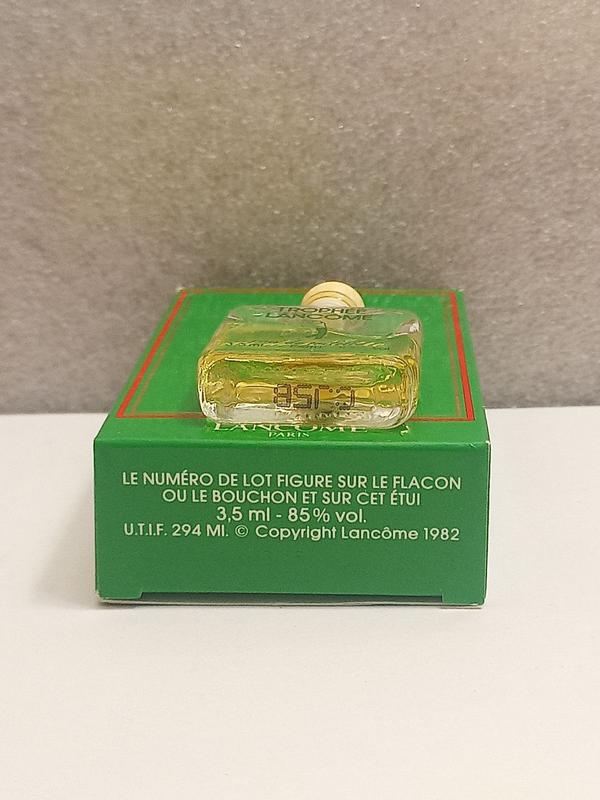 TROPHÉE
LANCÔME
LANCÔME
PARIS
LE NUMÉRO DE LOT FIGURE SUR LE FLACON
OU LE BOUCHON ET SUR CET ÉTUI
3,5 ml - 85% vol.
U.T.I.F. 294 MI. © Copyright Lancôme 1982